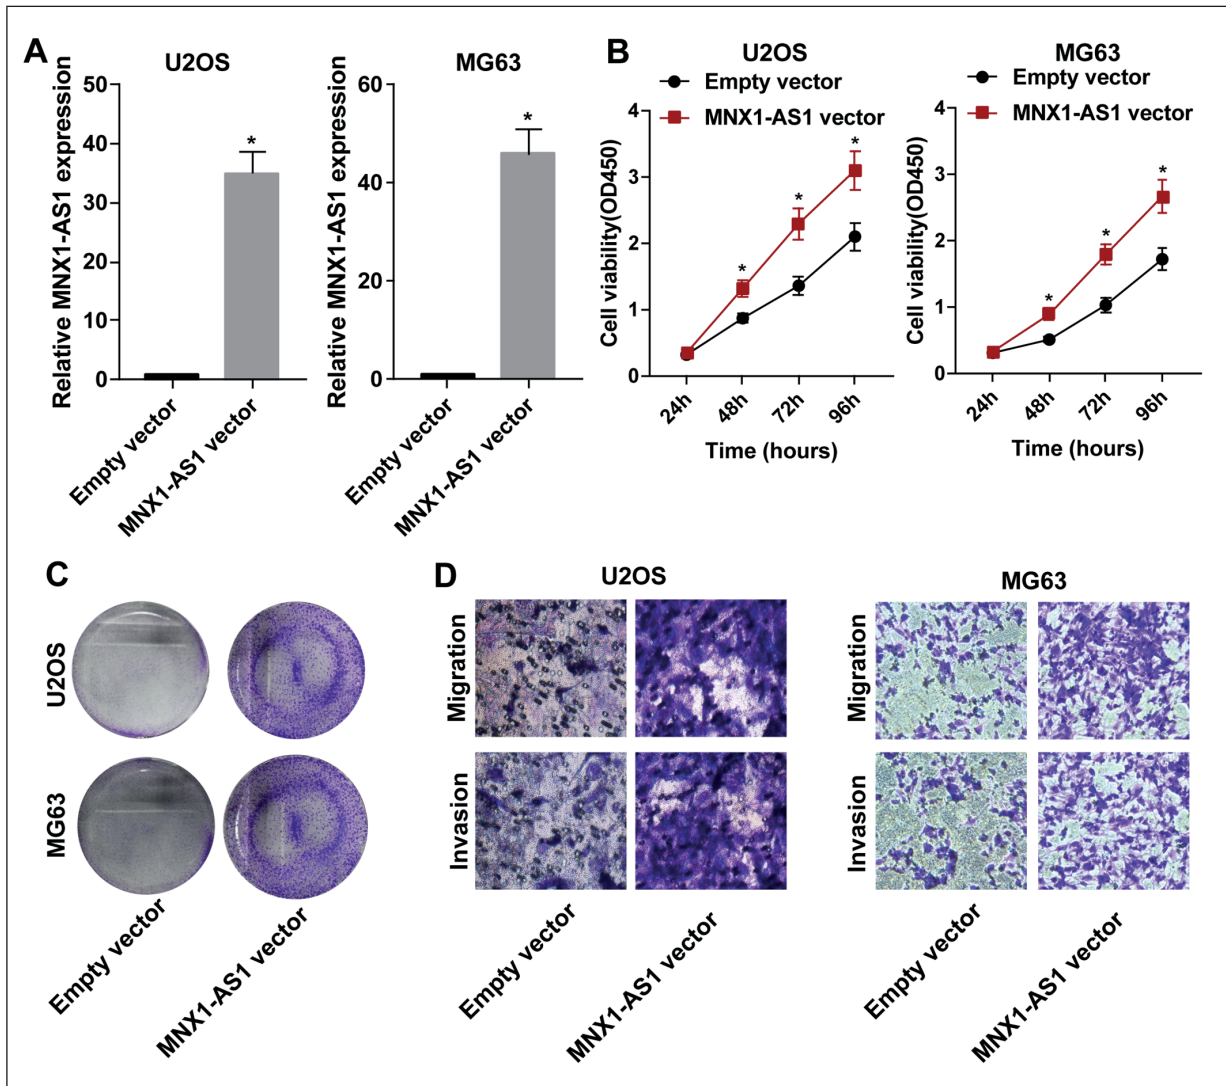 A
U2OS
Relative MNX1-AS1 expression
50
40
30
20
10
0
*
Empty vector
MNX1-AS1 vector
MG63
Relative MNX1-AS1 expression
60
40
20
0
*
Empty vector
MNX1-AS1 vector
B
U2OS
Empty vector
MNX1-AS1 vector
Cell viability(OD450)
4
3
2
1
0
*
*
*
24h
48h
72h
96h
Time (hours)
MG63
Empty vector
MNX1-AS1 vector
Cell viability(OD450)
4
3
2
1
0
*
*
*
24h
48h
72h
96h
Time (hours)
C
U2OS
MG63
Empty vector
MNX1-AS1 vector
D
U2OS
Migration
Invasion
Empty vector
MNX1-AS1 vector
MG63
Migration
Invasion
Empty vector
MNX1-AS1 vector